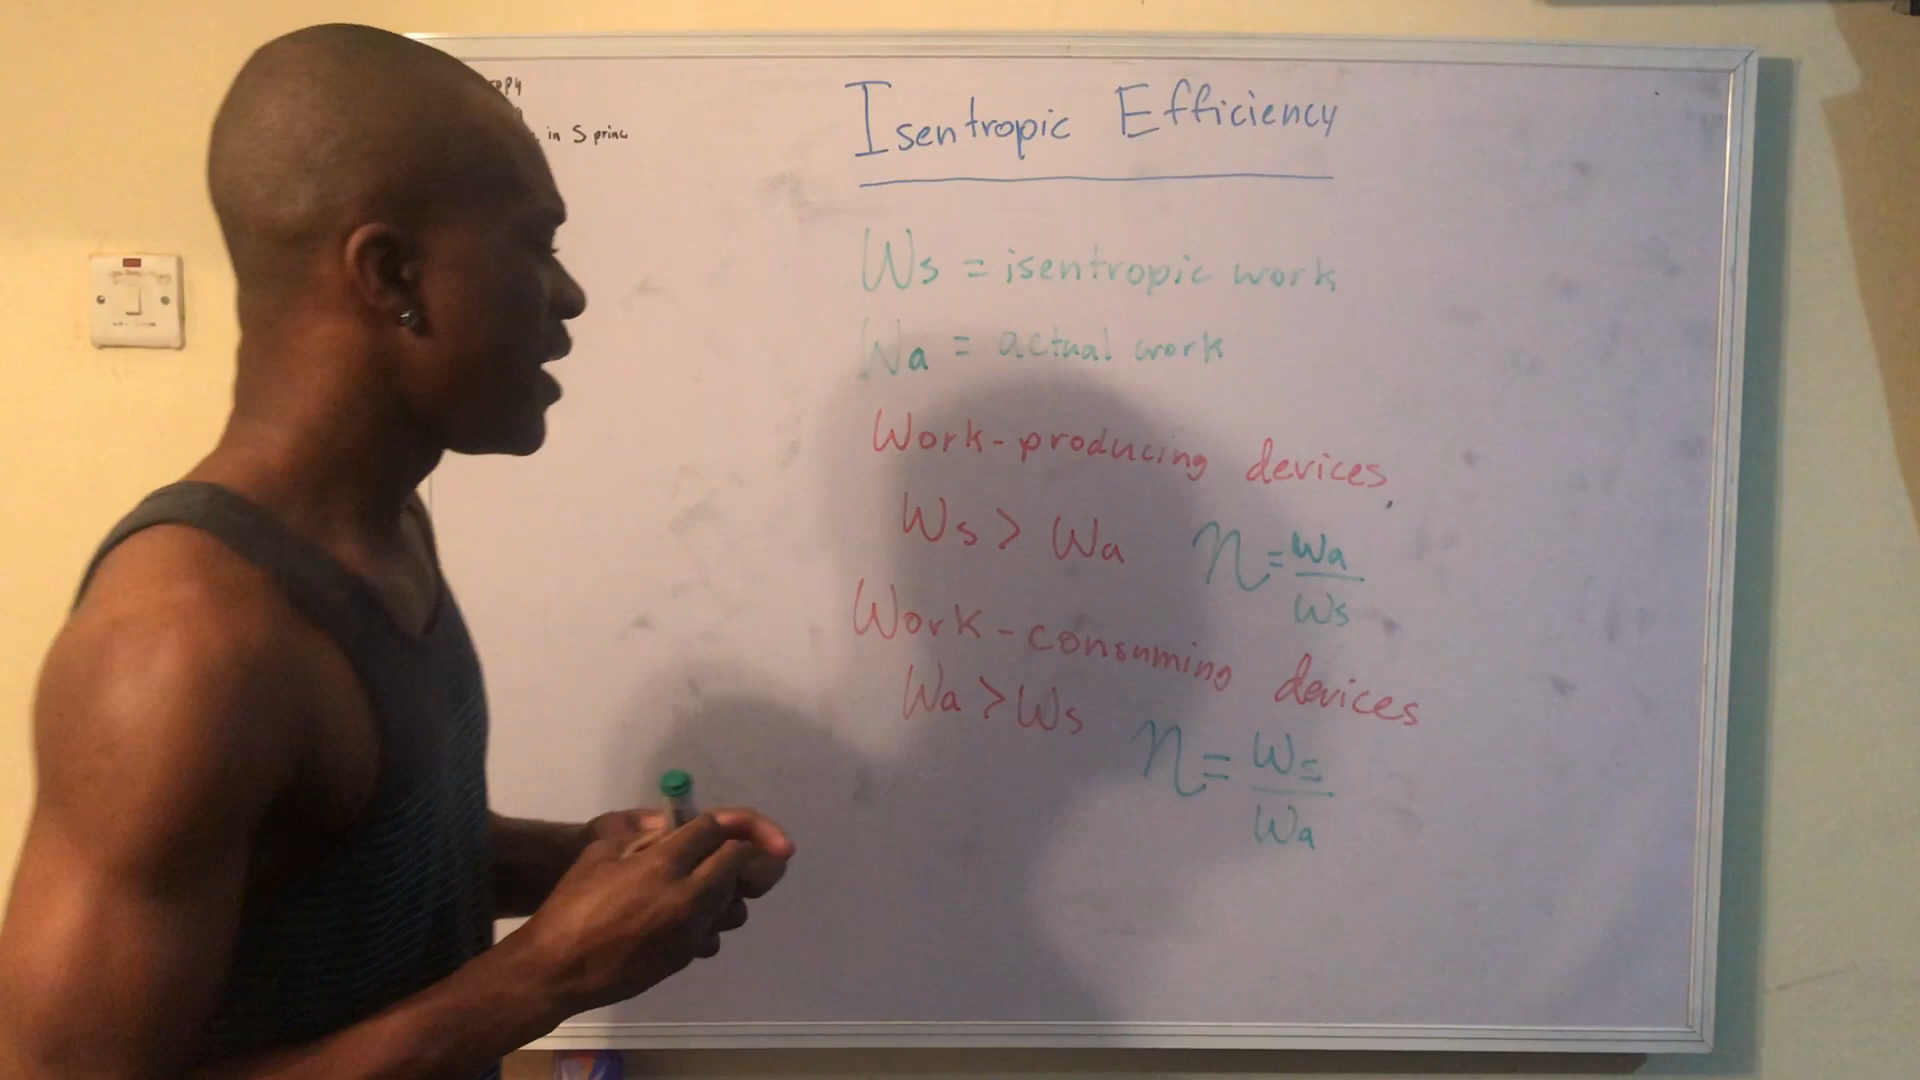 Isentropic Efficiency
in Sprinc
Ws = isentropic work
Wa = actual work
Work-producing devices
Ws > Wa η = Wa / Ws
Work-consuming devices
Wa > Ws
η = Ws / Wa